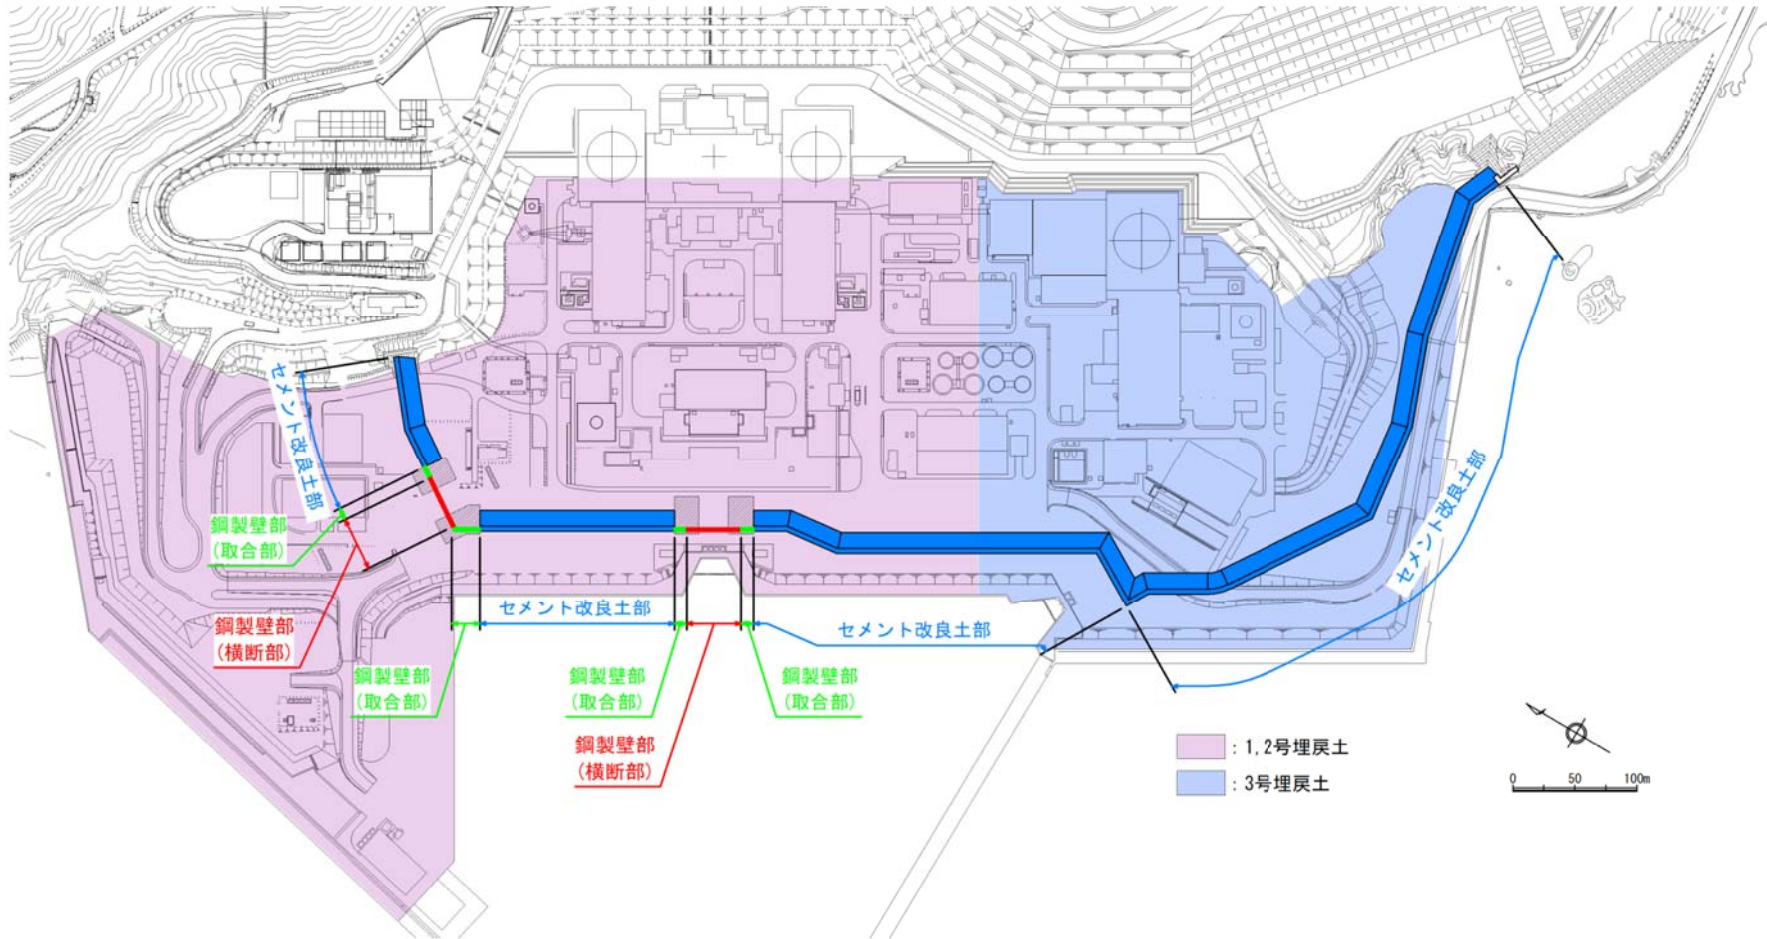 セメント改良土部
鋼製壁部
(取合部)
鋼製壁部
(横断部)
鋼製壁部
(取合部)
セメント改良土部
鋼製壁部
(取合部)
鋼製壁部
(横断部)
鋼製壁部
(取合部)
セメント改良土部
セメント改良土部
:1,2号埋戻土
:3号埋戻土
0 50 100m